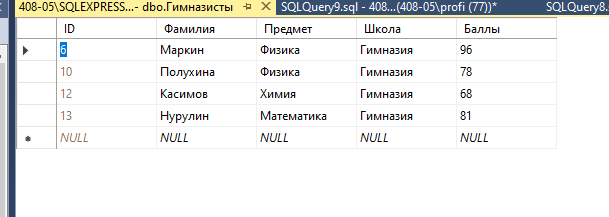 408-05\SQLEXPRESS...- dbo.Гимназисты SQLQuery9.sql - 408...(408-05\profi (77))* SQLQuery8.
ID Фамилия Предмет Школа Баллы
6 Маркин Физика Гимназия 96
10 Полухина Физика Гимназия 78
12 Касимов Химия Гимназия 68
13 Нурулин Математика Гимназия 81
NULL NULL NULL NULL NULL